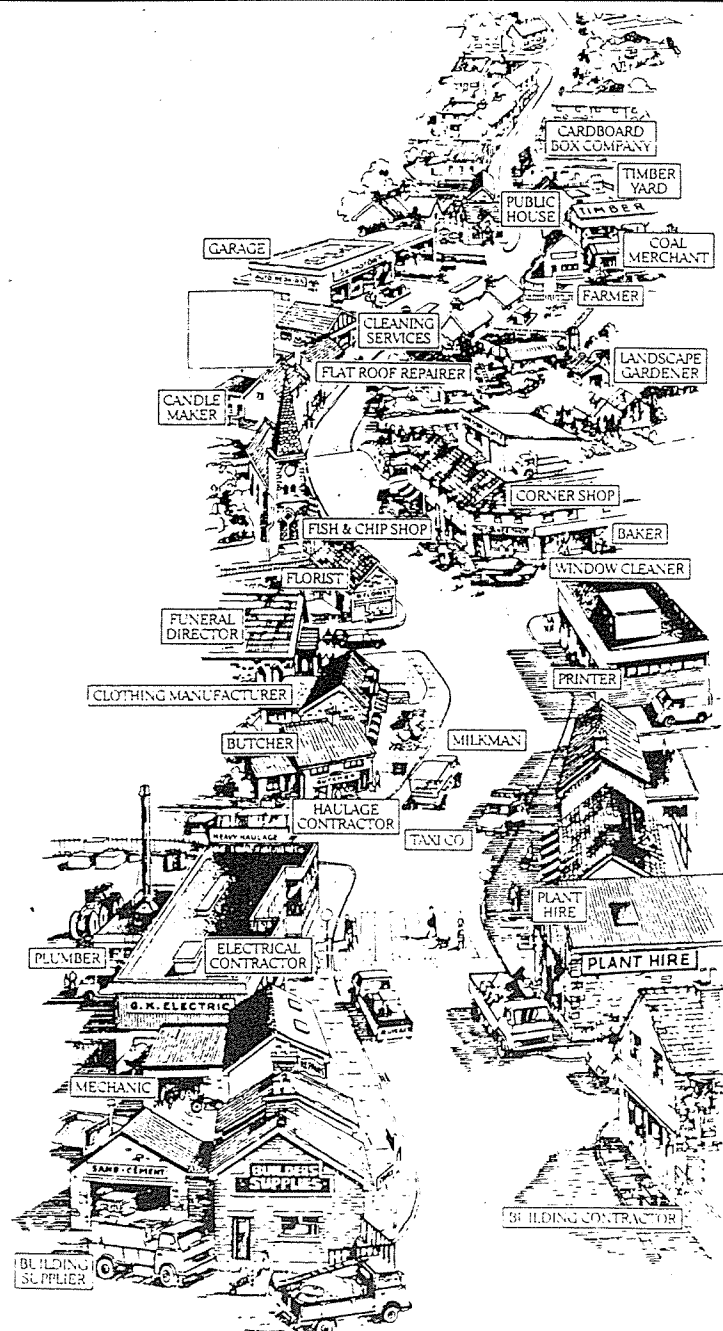 CARDBOARD
BOX COMPANY
TIMBER
YARD
PUBLIC
HOUSE
TIMBER
GARAGE
COAL
MERCHANT
FARMER
CLEANING
SERVICES
LANDSCAPE
GARDENER
FLAT ROOF REPAIRER
CANDLE
MAKER
CORNER SHOP
FISH & CHIP SHOP
BAKER
WINDOW CLEANER
FLORIST
FUNERAL
DIRECTOR
PRINTER
CLOTHING MANUFACTURER
BUTCHER
MILKMAN
HAULAGE
CONTRACTOR
HEAVY HAULAGE
TAXI CO
PLANT
HIRE
ELECTRICAL
CONTRACTOR
PLUMBER
PLANT HIRE
G.K. ELECTRIC
MECHANIC
SAND • CEMENT
BUILDERS
SUPPLIES
BUILDING CONTRACTOR
BUILDING
SUPPLIER